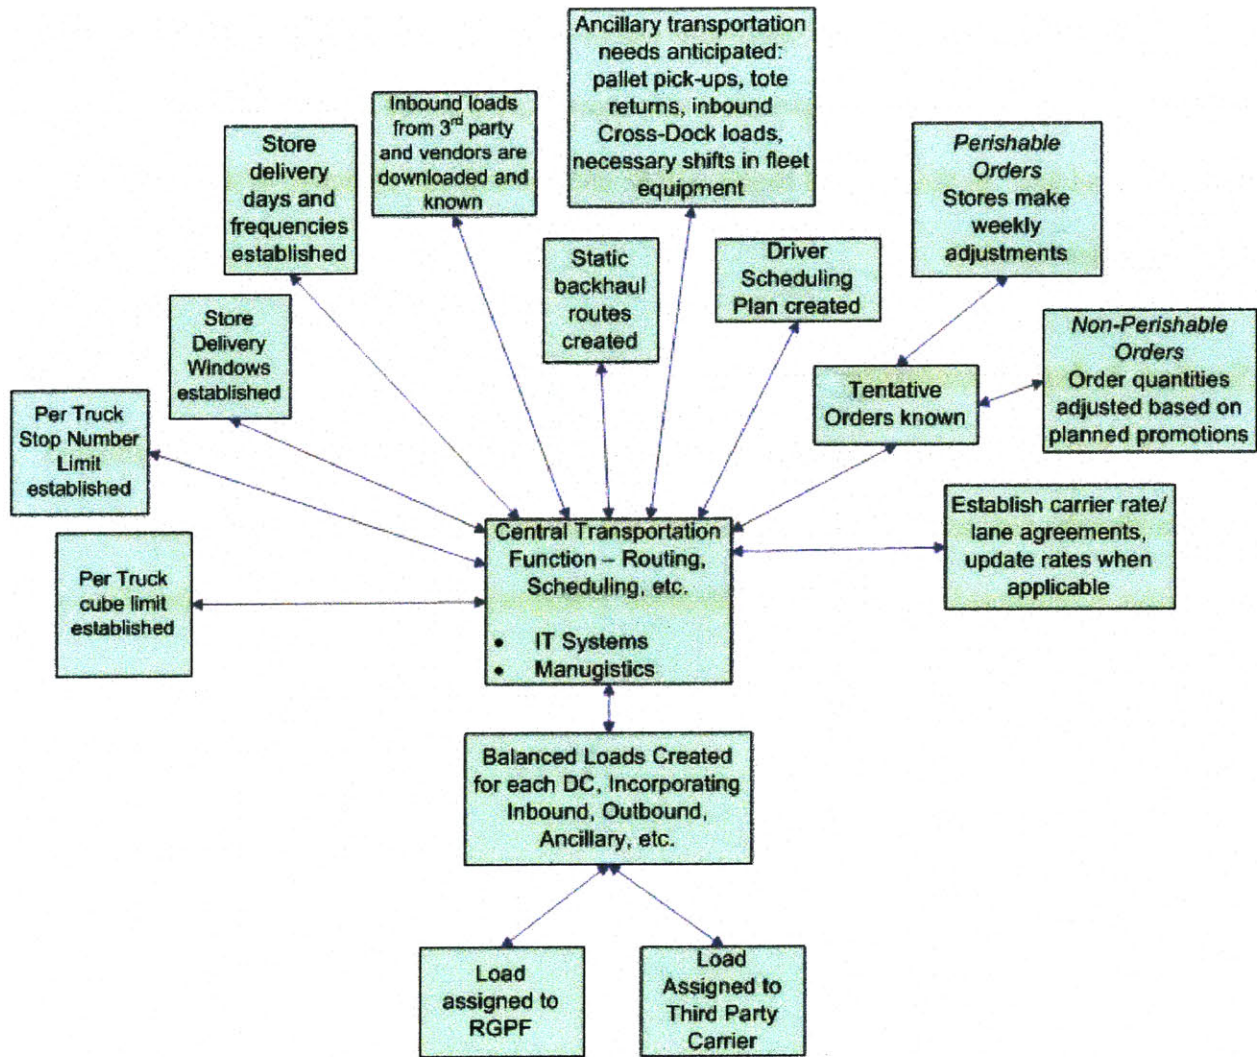 Ancillary transportation
needs anticipated:
pallet pick-ups, tote
returns, inbound
Cross-Dock loads,
necessary shifts in fleet
equipment
Inbound loads
from 3rd party
and vendors are
downloaded and
known
Store
delivery
days and
frequencies
established
Perishable
Orders
Stores make
weekly
adjustments
Static
backhaul
routes
created
Driver
Scheduling
Plan created
Store
Delivery
Windows
established
Non-Perishable
Orders
Order quantities
adjusted based on
planned promotions
Tentative
Orders known
Per Truck
Stop Number
Limit
established
Establish carrier rate/
lane agreements,
update rates when
applicable
Central Transportation
Function – Routing,
Scheduling, etc.
• IT Systems
• Manugistics
Per Truck
cube limit
established
Balanced Loads Created
for each DC, Incorporating
Inbound, Outbound,
Ancillary, etc.
Load
assigned to
RGPF
Load
Assigned to
Third Party
Carrier